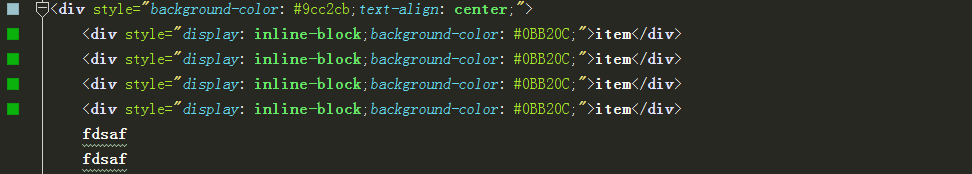 <div style="background-color: #9cc2cb;text-align: center;">
<div style="display: inline-block;background-color: #0BB20C;">item</div>
<div style="display: inline-block;background-color: #0BB20C;">item</div>
<div style="display: inline-block;background-color: #0BB20C;">item</div>
<div style="display: inline-block;background-color: #0BB20C;">item</div>
fdsaf
fdsaf